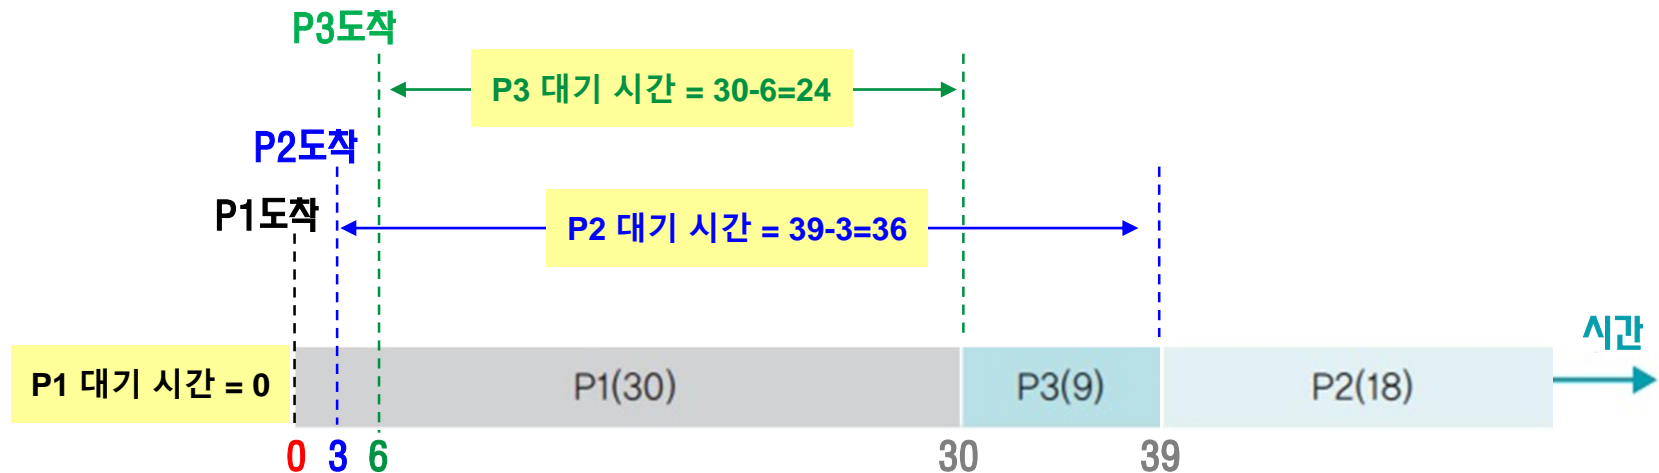 P3도착
P3 대기 시간 = 30-6=24
P2도착
P1도착
P2 대기 시간 = 39-3=36
시간
P1 대기 시간 = 0
P1(30)
P3(9)
P2(18)
0
3
6
30
39